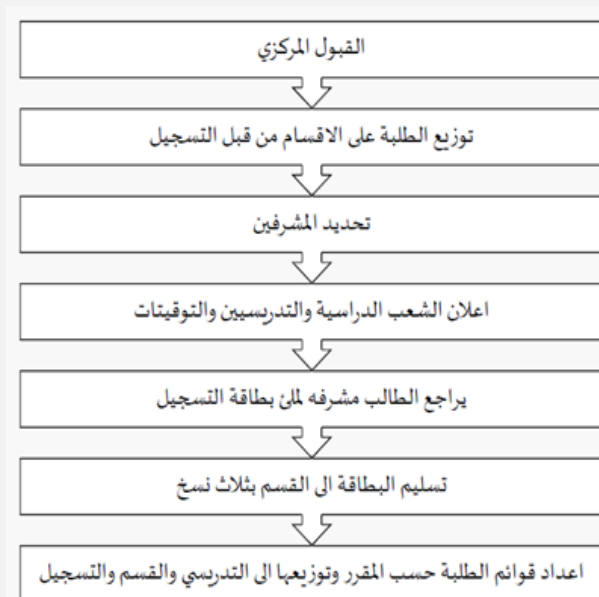 القبول المركزي
توزيع الطلبة على الاقسام من قبل التسجيل
تحديد المشرفين
اعلان الشعب الدراسية والتدريسيين والتوقيتات
يراجع الطالب مشرفه لملئ بطاقة التسجيل
تسليم البطاقة الى القسم بثلاث نسخ
اعداد قوائم الطلبة حسب المقرر وتوزيعها الى التدريسي والقسم والتسجيل